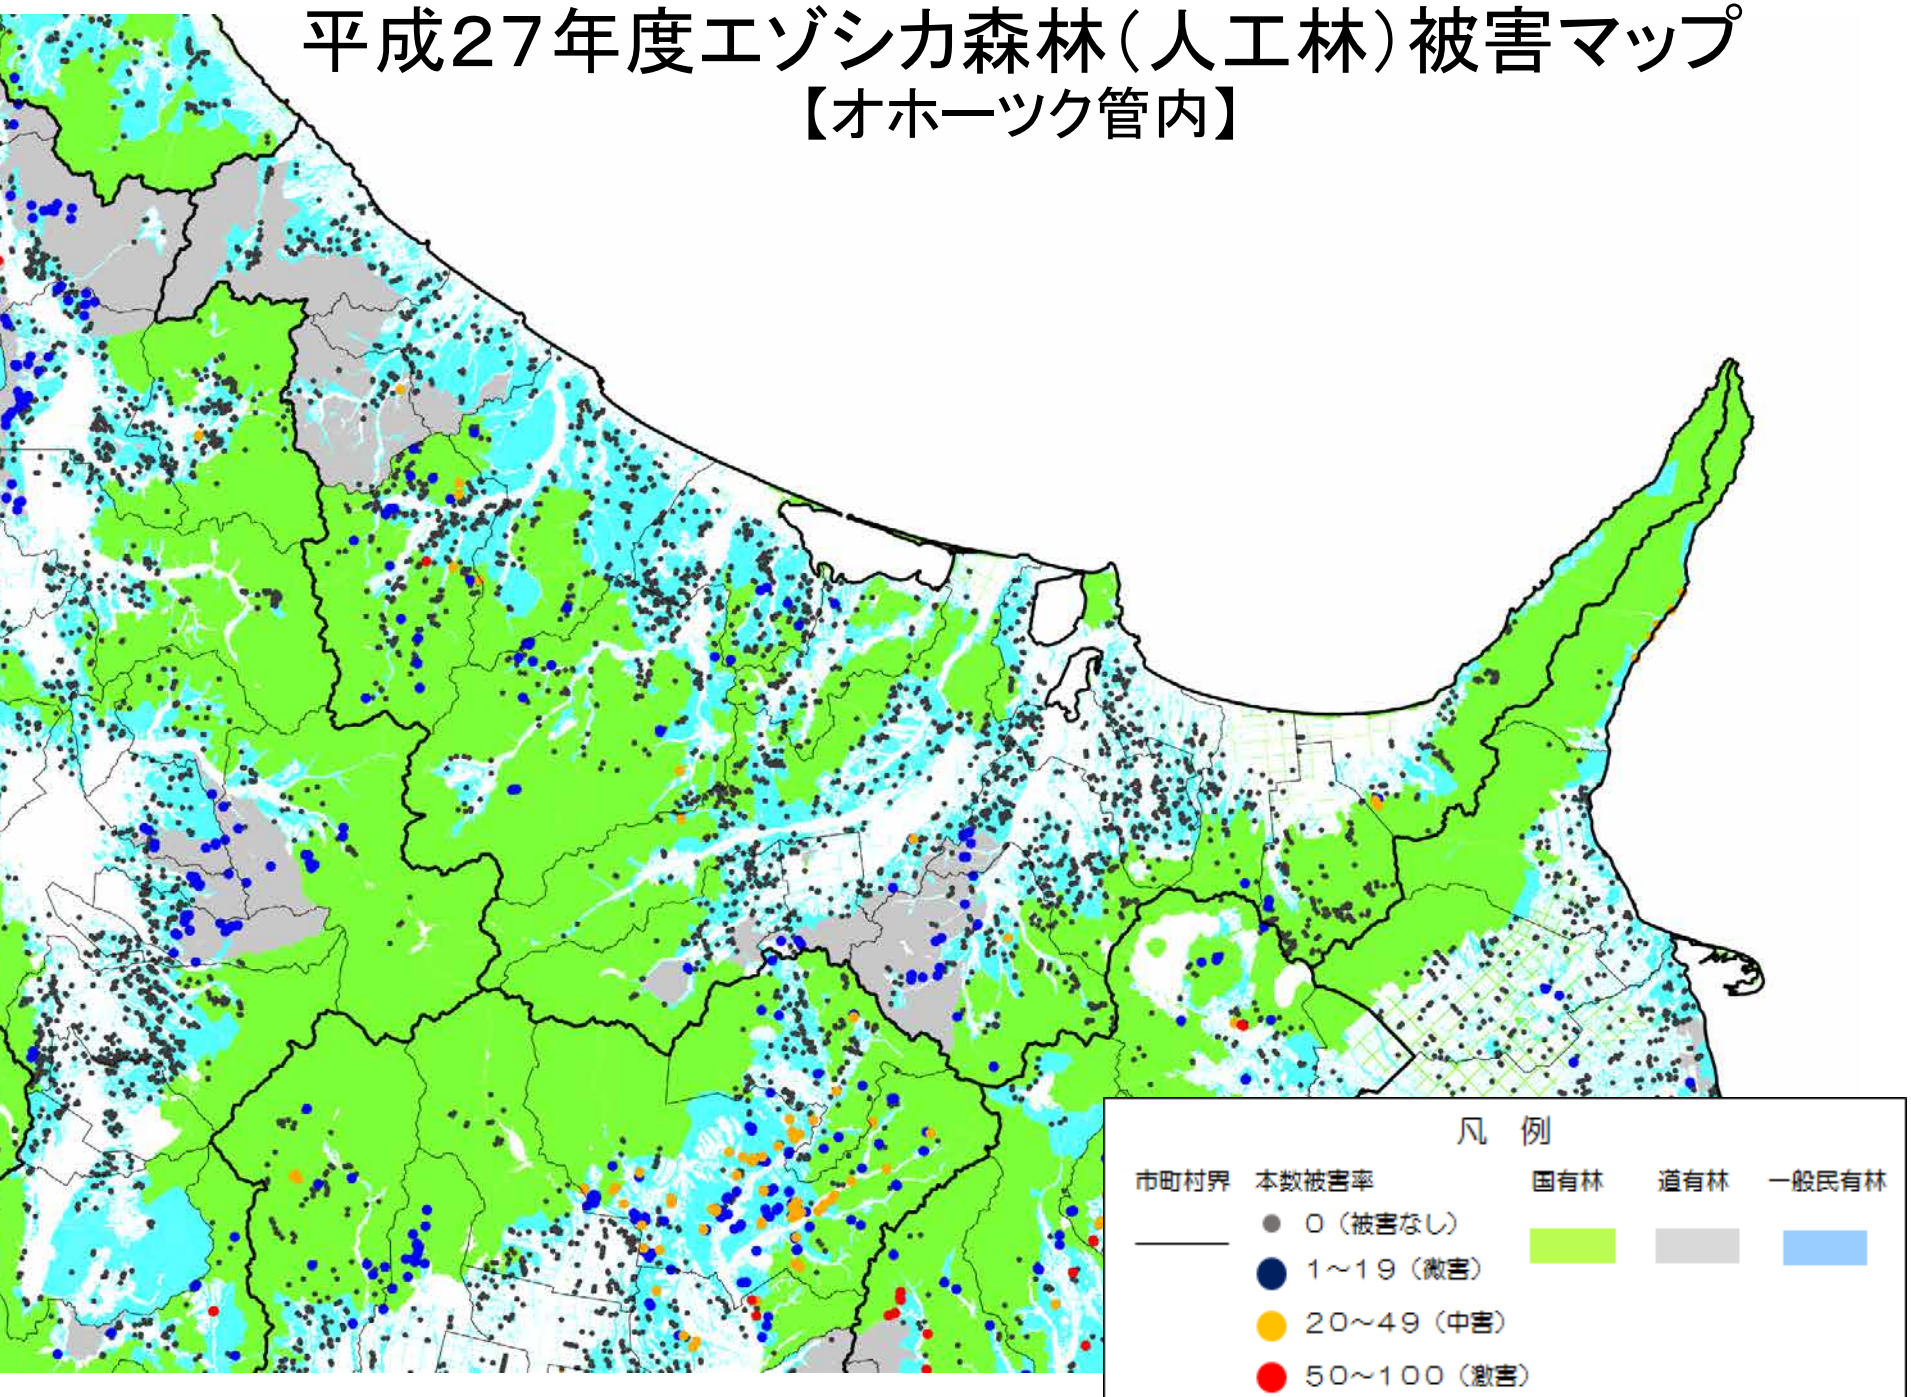 平成27年度エゾシカ森林(人工林)被害マップ
【オホーツク管内】
凡 例
市町村界 本数被害率 国有林 道有林 一般民有林
0(被害なし)
1~19(微害)
20~49(中害)
50~100(激害)